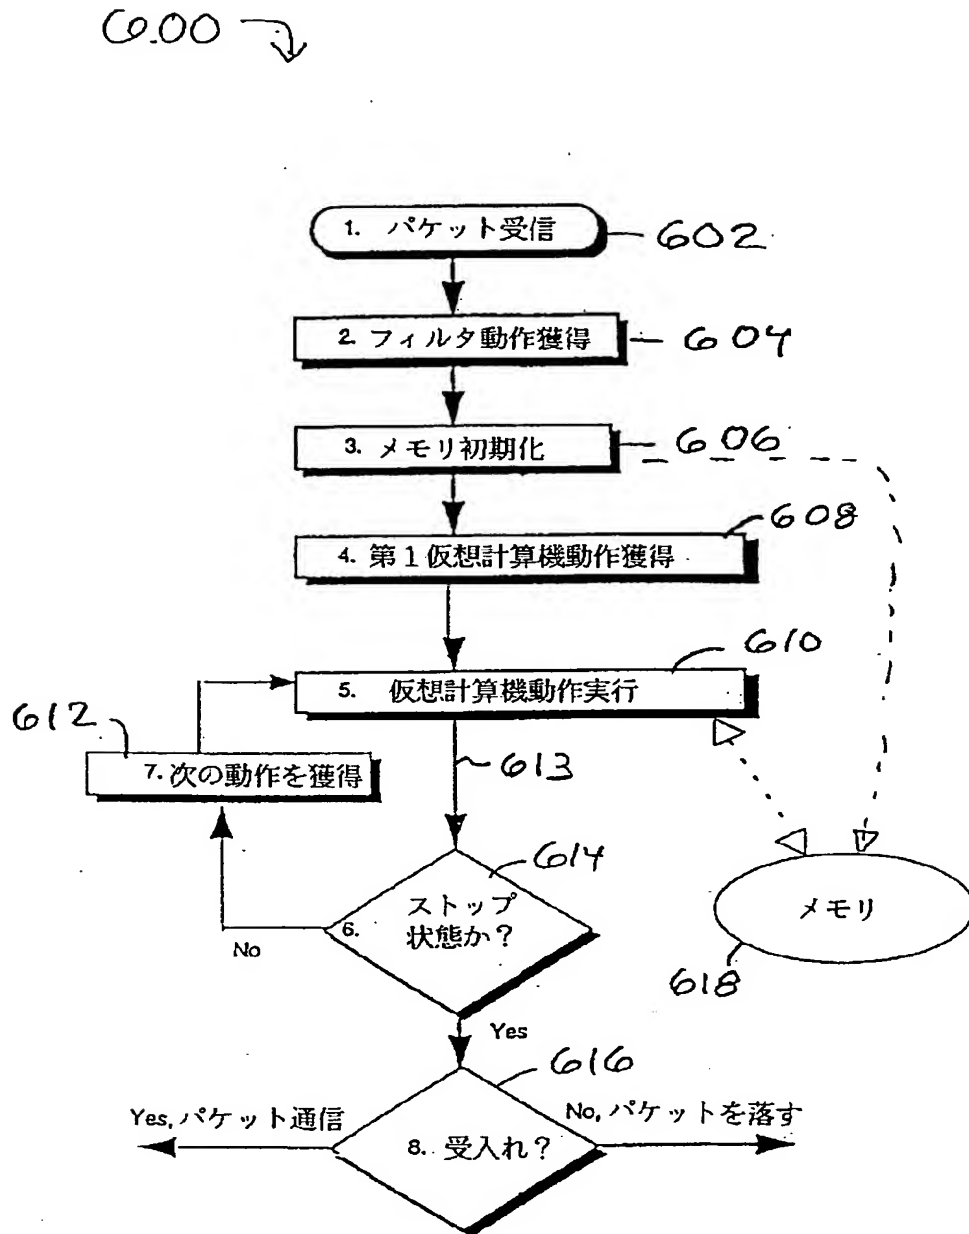 600
1. パケット受信
602
2. フィルタ動作獲得
604
3. メモリ初期化
606
608
4. 第1仮想計算機動作獲得
610
5. 仮想計算機動作実行
612
7. 次の動作を獲得
613
614
ストップ
6. 状態か？
メモリ
No
618
Yes
616
Yes, パケット通信
No, パケットを落す
8. 受入れ？